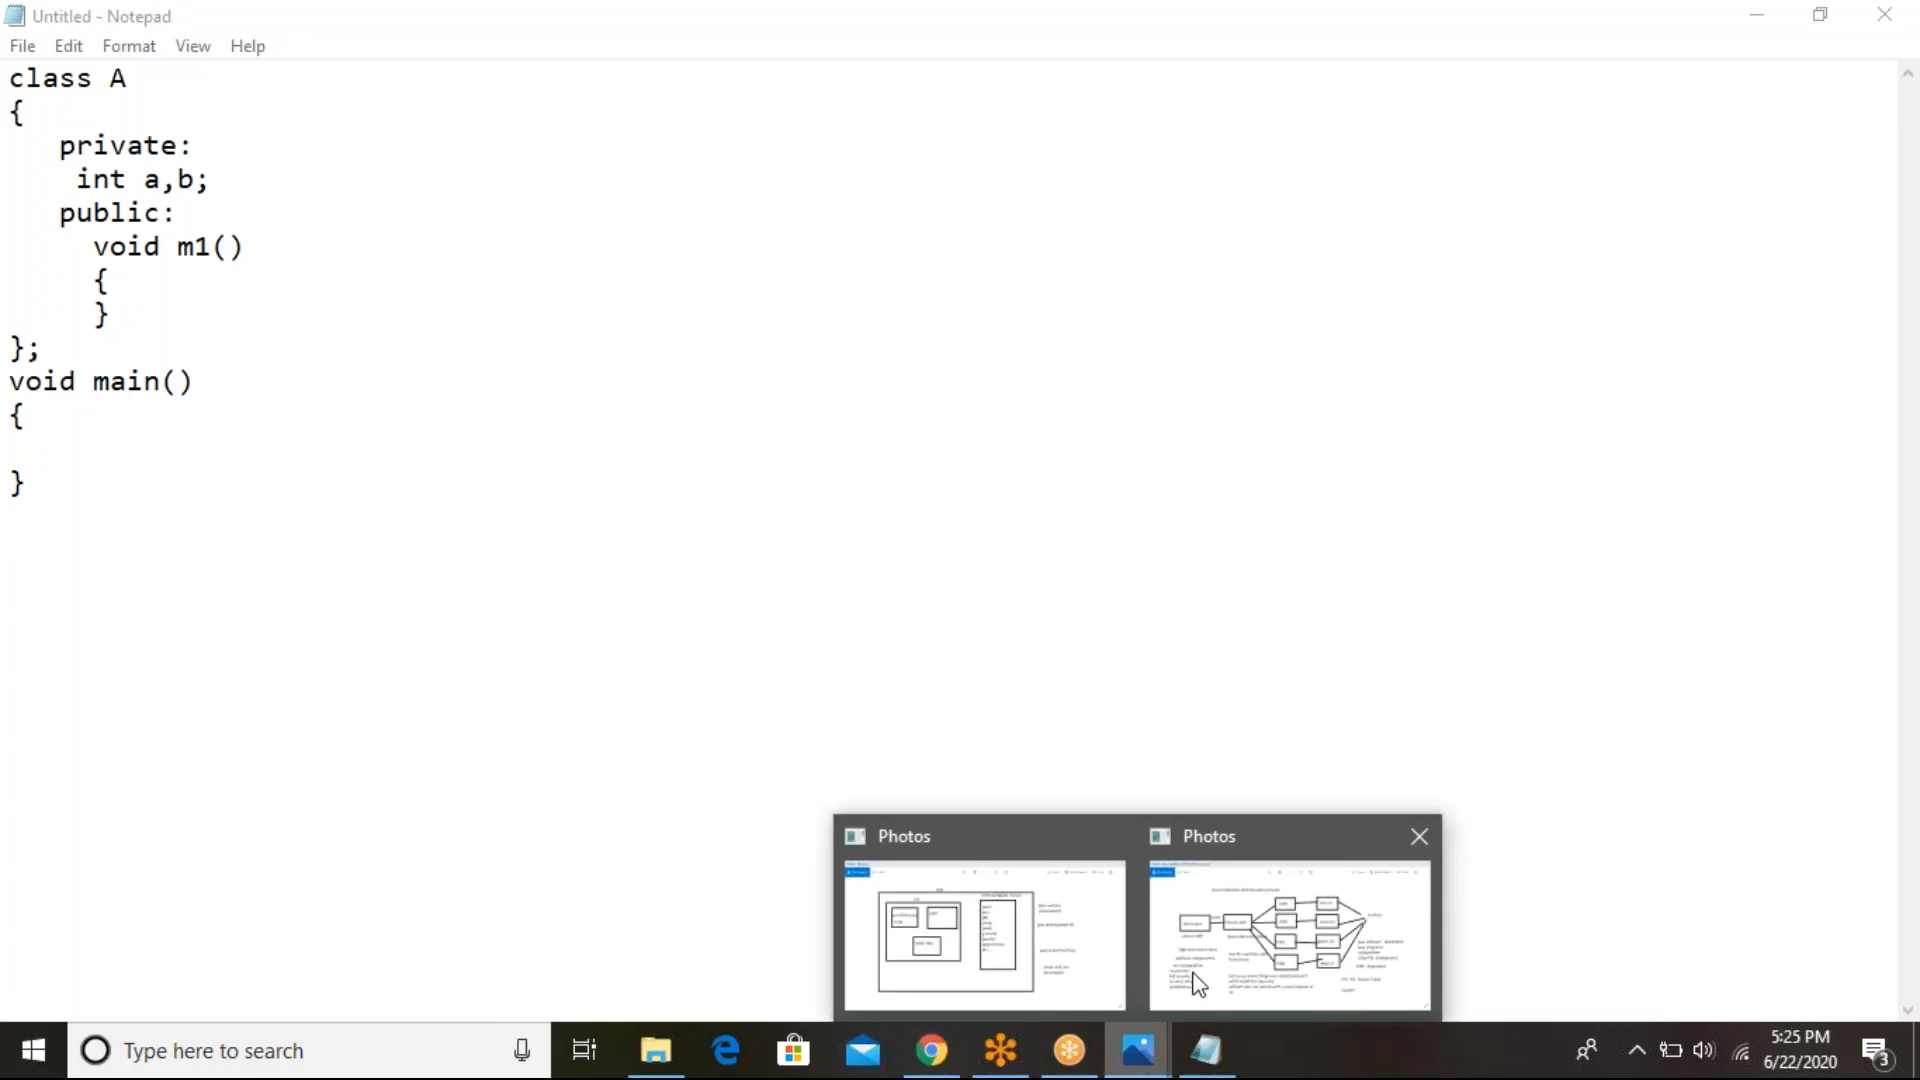 Untitled - Notepad
File Edit Format View Help
class A
{
   private:
    int a,b;
   public:
     void m1()
     {
     }
};
void main()
{

}
Photos
Photos
Type here to search
5:25 PM
6/22/2020
3